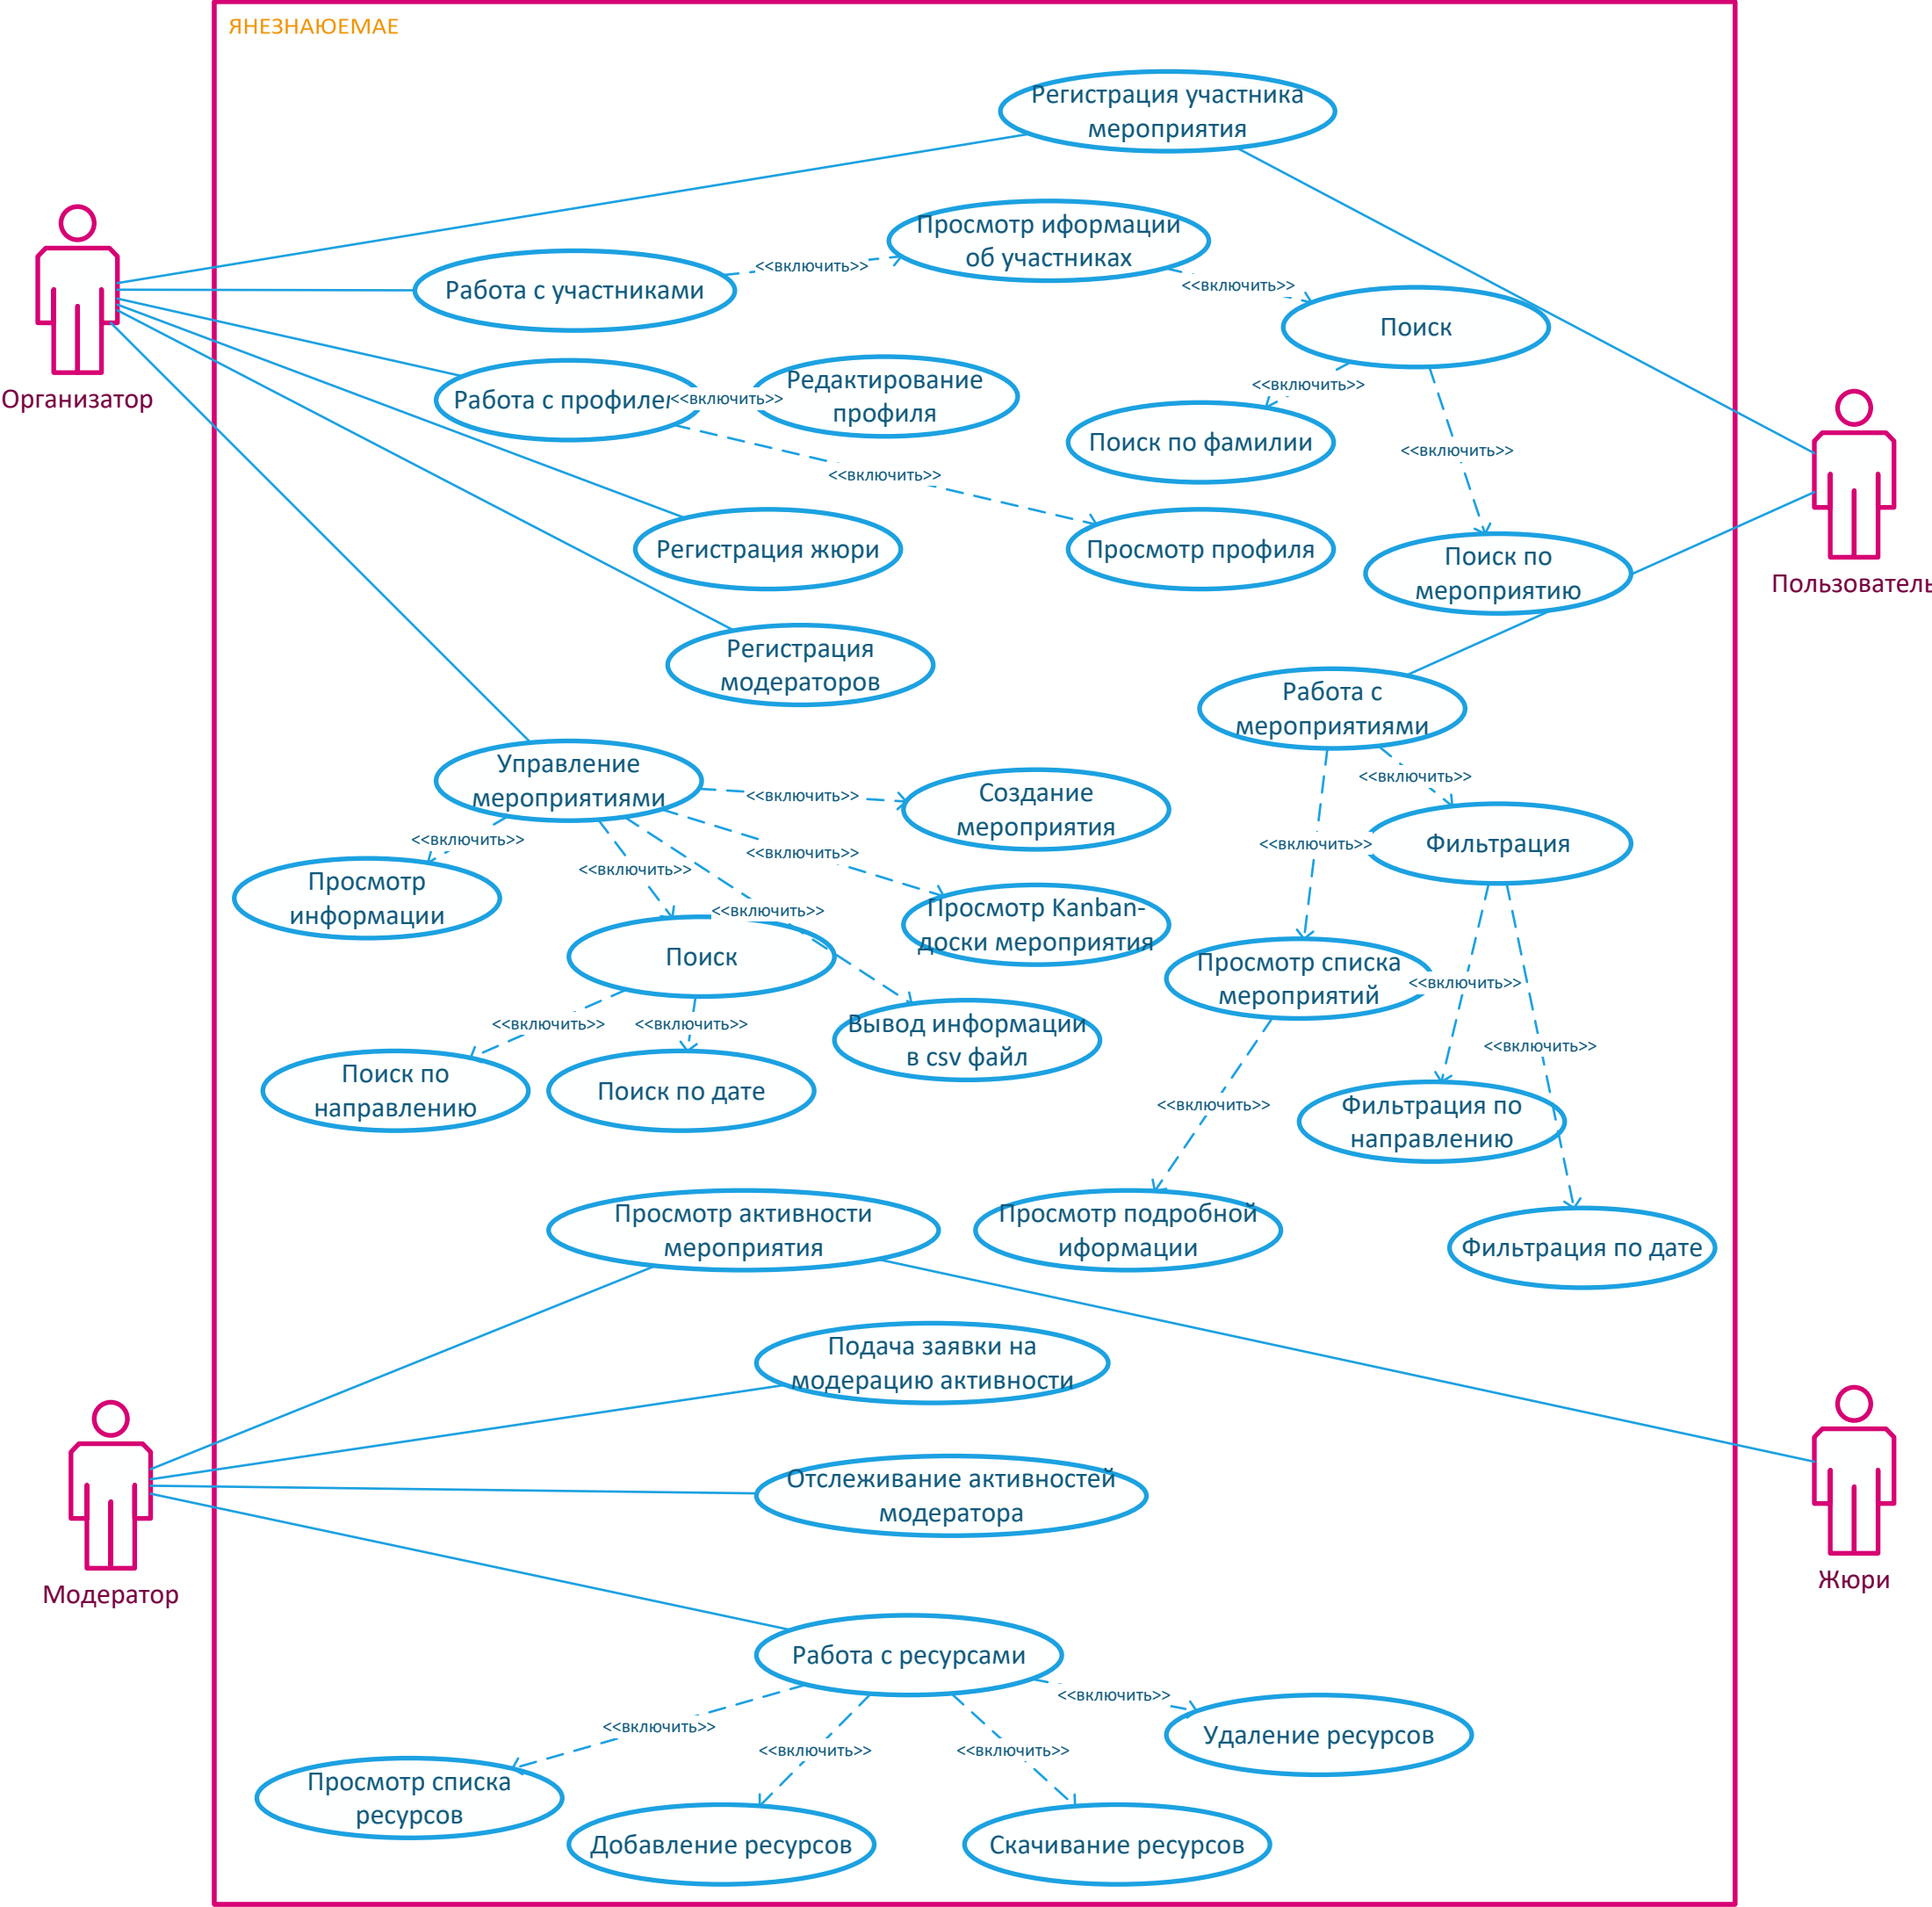 ЯНЕЗНАЮЕМАЕ
Регистрация участника
мероприятия
Просмотр иформации
об участниках
<<включить>>
<<включить>>
Работа с участниками
Поиск
Организатор
Работа с профилем
<<включить>>
Редактирование
профиля
<<включить>>
Поиск по фамилии
<<включить>>
<<включить>>
Регистрация жюри
Просмотр профиля
Поиск по
мероприятию
Пользователь
Регистрация
модераторов
Работа с
мероприятиями
Управление
мероприятиями
<<включить>>
Создание
мероприятия
<<включить>>
<<включить>>
<<включить>>
<<включить>>
<<включить>>
Фильтрация
Просмотр
информации
<<включить>>
Просмотр Kanban-
доски мероприятия
Поиск
Просмотр списка
мероприятий
<<включить>>
<<включить>>
<<включить>>
Вывод информации
в csv файл
<<включить>>
Поиск по
направлению
Поиск по дате
<<включить>>
Фильтрация по
направлению
Просмотр активности
мероприятия
Просмотр подробной
иформации
Фильтрация по дате
Подача заявки на
модерацию активности
Отслеживание активностей
модератора
Модератор
Жюри
Работа с ресурсами
<<включить>>
<<включить>>
<<включить>>
<<включить>>
Удаление ресурсов
Просмотр списка
ресурсов
Добавление ресурсов
Скачивание ресурсов